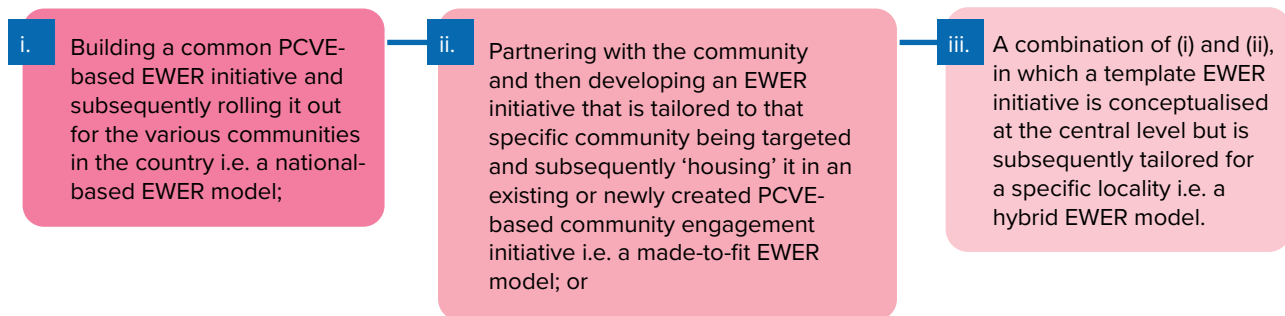 i.
Building a common PCVE-
based EWER initiative and
subsequently rolling it out
for the various communities
in the country i.e. a national-
based EWER model;
ii.
Partnering with the community
and then developing an EWER
initiative that is tailored to that
specific community being targeted
and subsequently ‘housing’ it in an
existing or newly created PCVE-
based community engagement
initiative i.e. a made-to-fit EWER
model; or
iii.
A combination of (i) and (ii),
in which a template EWER
initiative is conceptualised
at the central level but is
subsequently tailored for
a specific locality i.e. a
hybrid EWER model.